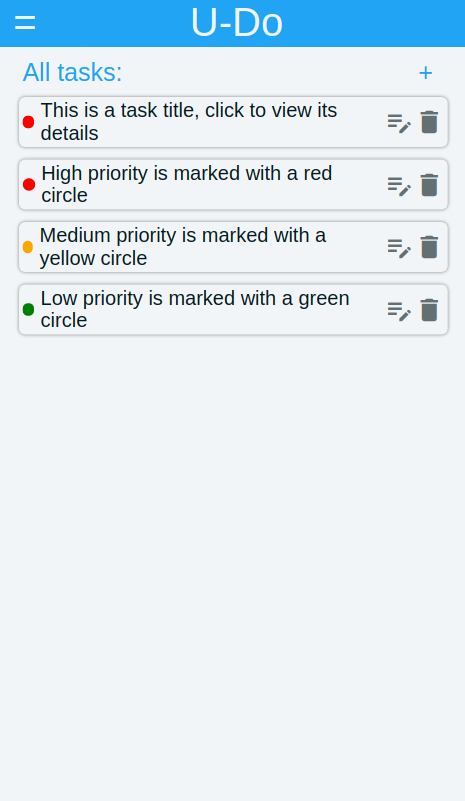 U-Do
All tasks:
+
This is a task title, click to view its
details
High priority is marked with a red
circle
Medium priority is marked with a
yellow circle
Low priority is marked with a green
circle